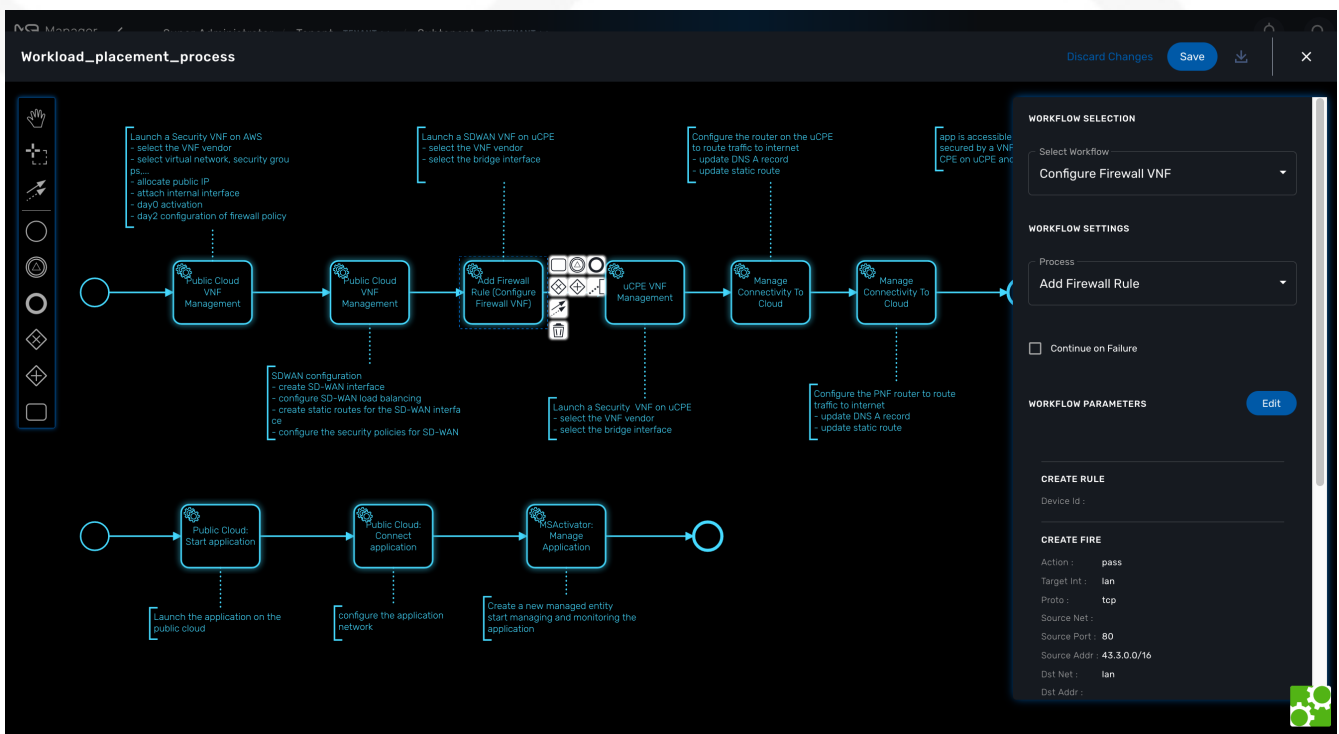 Manager
Workload_placement_process
Discard Changes
Save
Launch a Security VNF on AWS
- select the VNF vendor
- select virtual network, security grou
ps,...
- allocate public IP
- attach internal interface
- day0 activation
- day2 configuration of firewall policy
Launch a SDWAN VNF on uCPE
- select the VNF vendor
- select the bridge interface
Configure the router on the uCPE
to route traffic to internet
- update DNS A record
- update static route
app is accessible
secured by a VNF
CPE on uCPE and
Public Cloud
VNF
Management
Public Cloud
VNF
Management
Add Firewall
Rule (Configure
Firewall VNF)
uCPE VNF
Management
Manage
Connectivity To
Cloud
Manage
Connectivity To
Cloud
SDWAN configuration
- create SD-WAN interface
- configure SD-WAN load balancing
- create static routes for the SD-WAN interfa
ce
- configure the security policies for SD-WAN
Launch a Security VNF on uCPE
- select the VNF vendor
- select the bridge interface
Configure the PNF router to route
traffic to internet
- update DNS A record
- update static route
Public Cloud:
Start application
Public Cloud:
Connect
application
MSActivator:
Manage
Application
Launch the application on the
public cloud
configure the application
network
Create a new managed entity
start managing and monitoring the
application
WORKFLOW SELECTION
Select Workflow
Configure Firewall VNF
WORKFLOW SETTINGS
Process
Add Firewall Rule
Continue on Failure
WORKFLOW PARAMETERS
Edit
CREATE RULE
Device Id :
CREATE FIRE
Action : pass
Target Int : lan
Proto : tcp
Source Net :
Source Port : 80
Source Addr : 43.3.0.0/16
Dst Net : lan
Dst Addr :